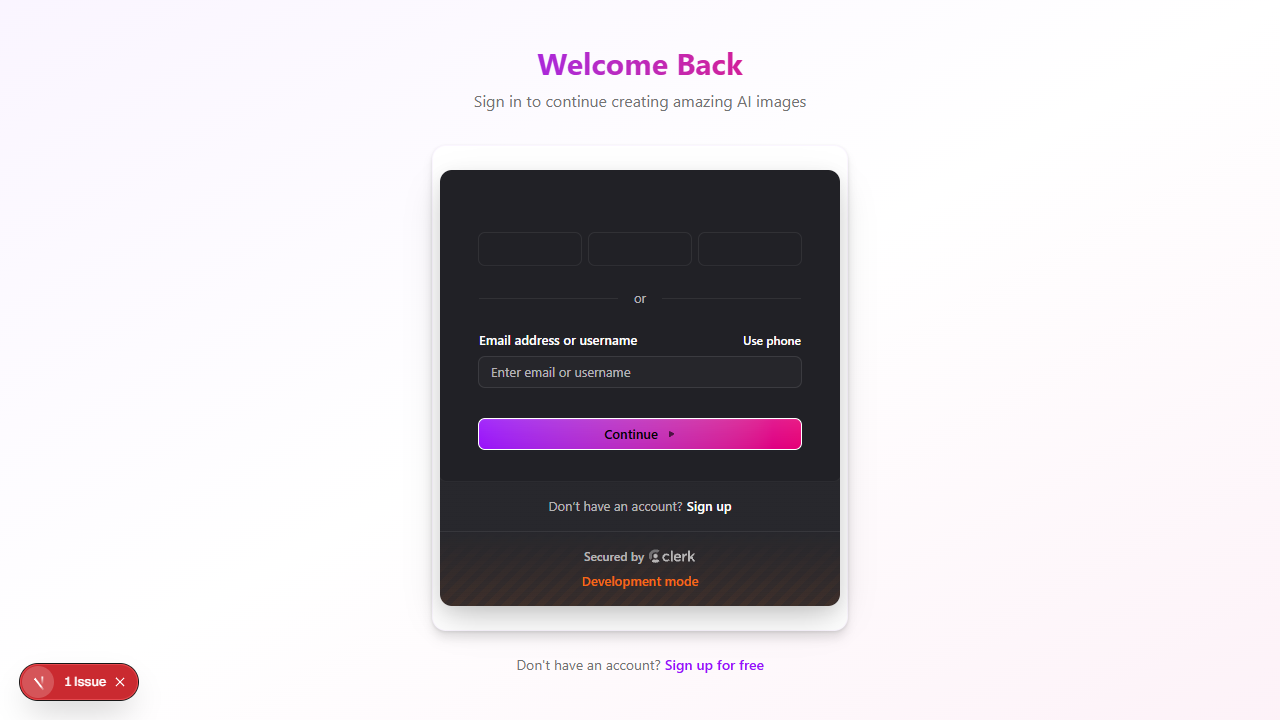 Welcome Back
Sign in to continue creating amazing AI images
or
Email address or username
Use phone
Enter email or username
Continue
Don't have an account? Sign up
Secured by clerk
Development mode
Don't have an account? Sign up for free
1 Issue